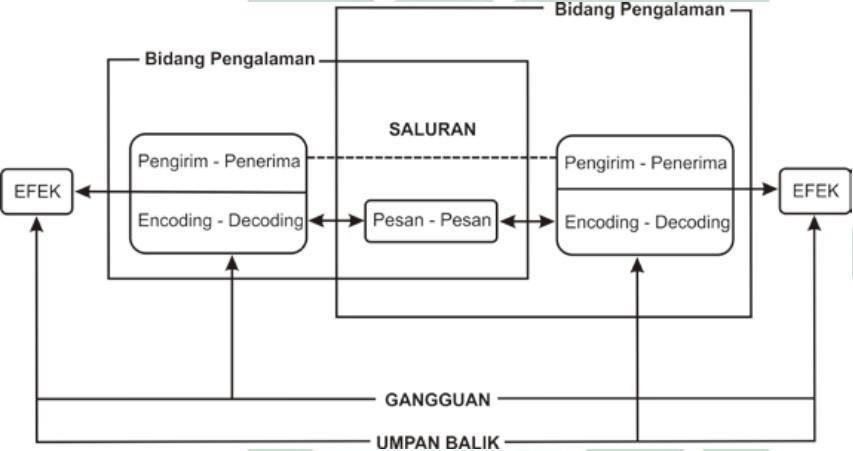 Bidang Pengalaman
Bidang Pengalaman
SALURAN
Pengirim - Penerima
Pengirim - Penerima
EFEK
EFEK
Encoding - Decoding
Pesan - Pesan
Encoding - Decoding
GANGGUAN
UMPAN BALIK